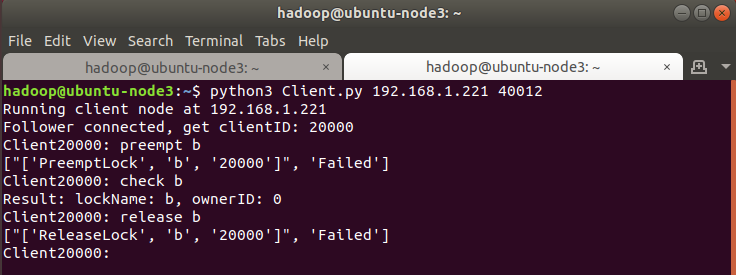 hadoop@ubuntu-node3: ~
File Edit View Search Terminal Tabs Help
hadoop@ubuntu-node3: ~ × hadoop@ubuntu-node3: ~ ×
hadoop@ubuntu-node3:~$ python3 Client.py 192.168.1.221 40012
Running client node at 192.168.1.221
Follower connected, get clientID: 20000
Client20000: preempt b
["['PreemptLock', 'b', '20000']", 'Failed']
Client20000: check b
Result: lockName: b, ownerID: 0
Client20000: release b
["['ReleaseLock', 'b', '20000']", 'Failed']
Client20000: